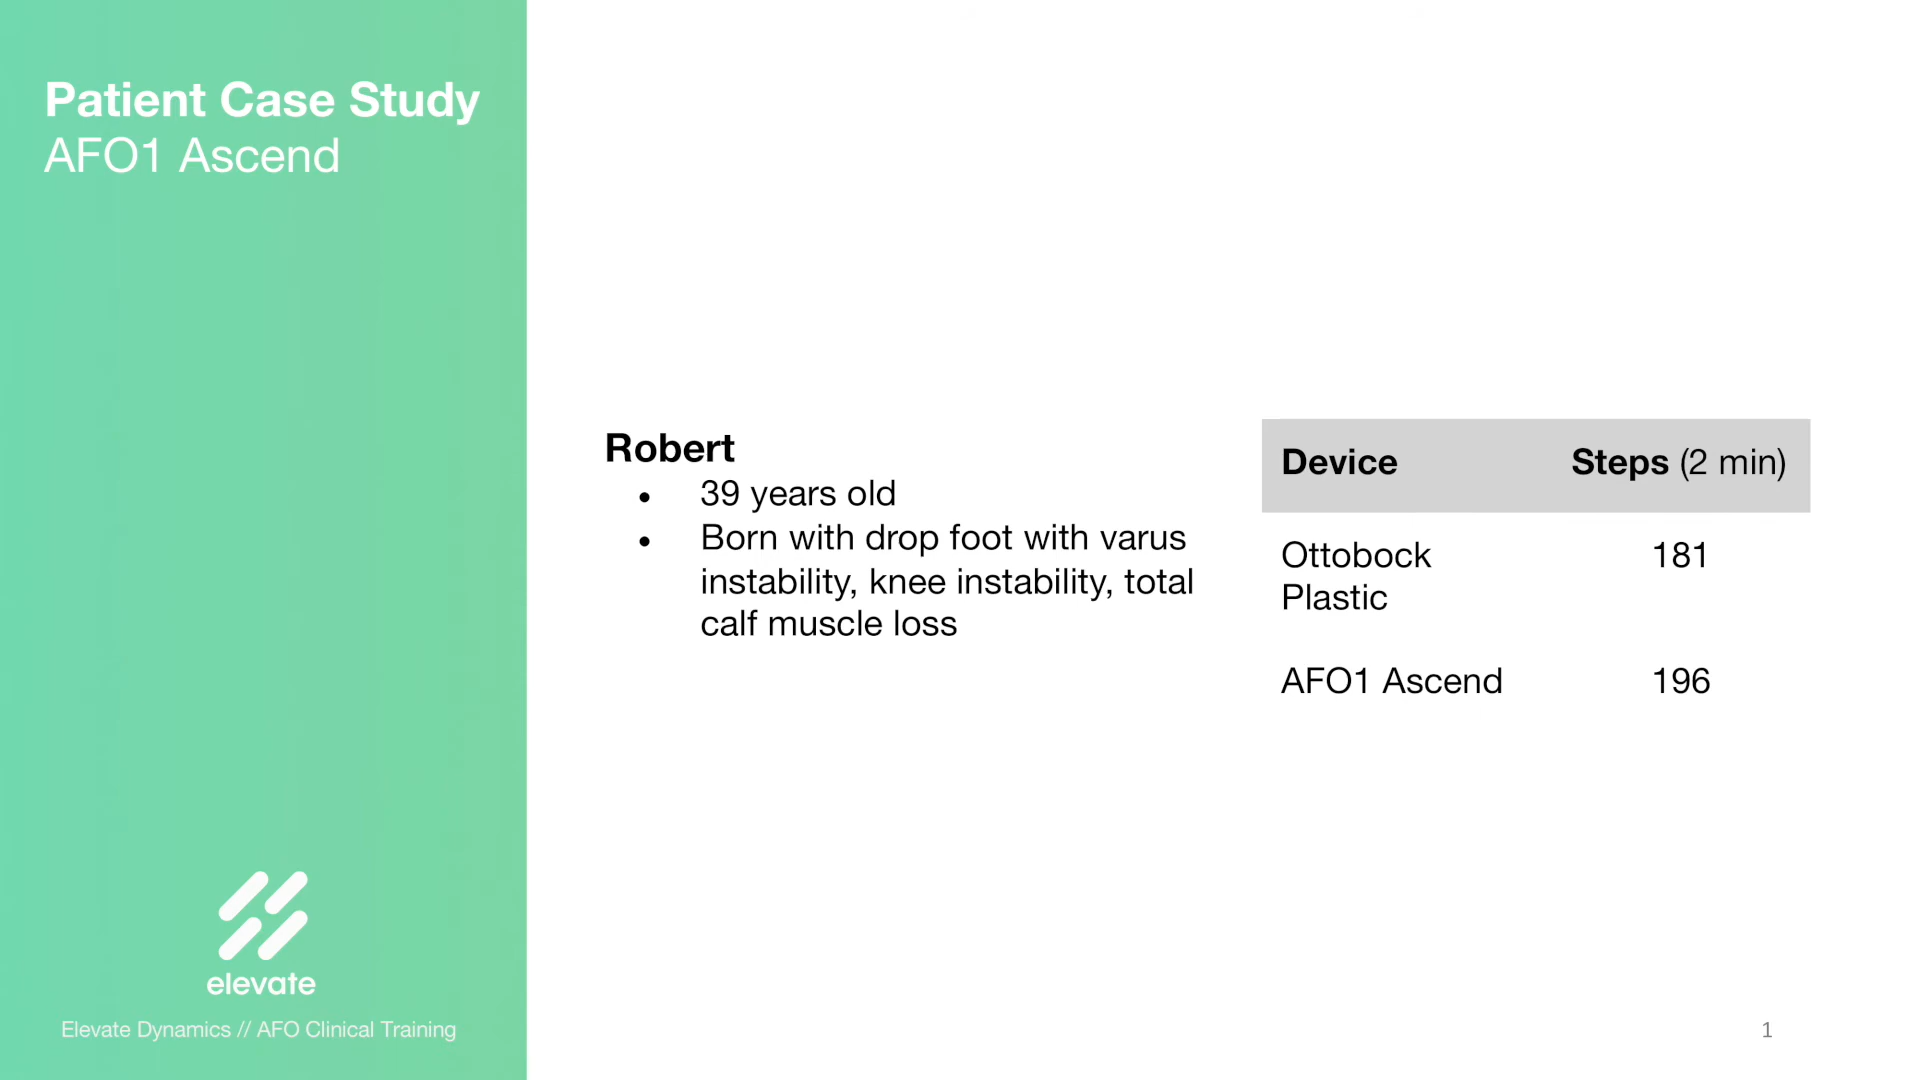 Patient Case Study
AFO1 Ascend
Robert
• 39 years old
• Born with drop foot with varus
instability, knee instability, total
calf muscle loss
Device Steps (2 min)
Ottobock 181
Plastic
AFO1 Ascend 196
elevate
Elevate Dynamics // AFO Clinical Training
1